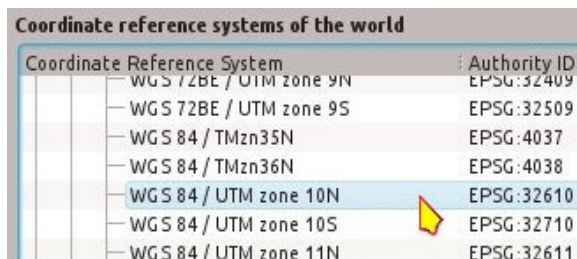 Coordinate reference systems of the world
Coordinate Reference System Authority ID
WGS 72BE / UTM zone 9N EPSG:32409
WGS 72BE / UTM zone 9S EPSG:32509
WGS 84 / TMzn35N EPSG:4037
WGS 84 / TMzn36N EPSG:4038
WGS 84 / UTM zone 10N EPSG:32610
WGS 84 / UTM zone 10S EPSG:32710
WGS 84 / UTM zone 11N EPSG:32611